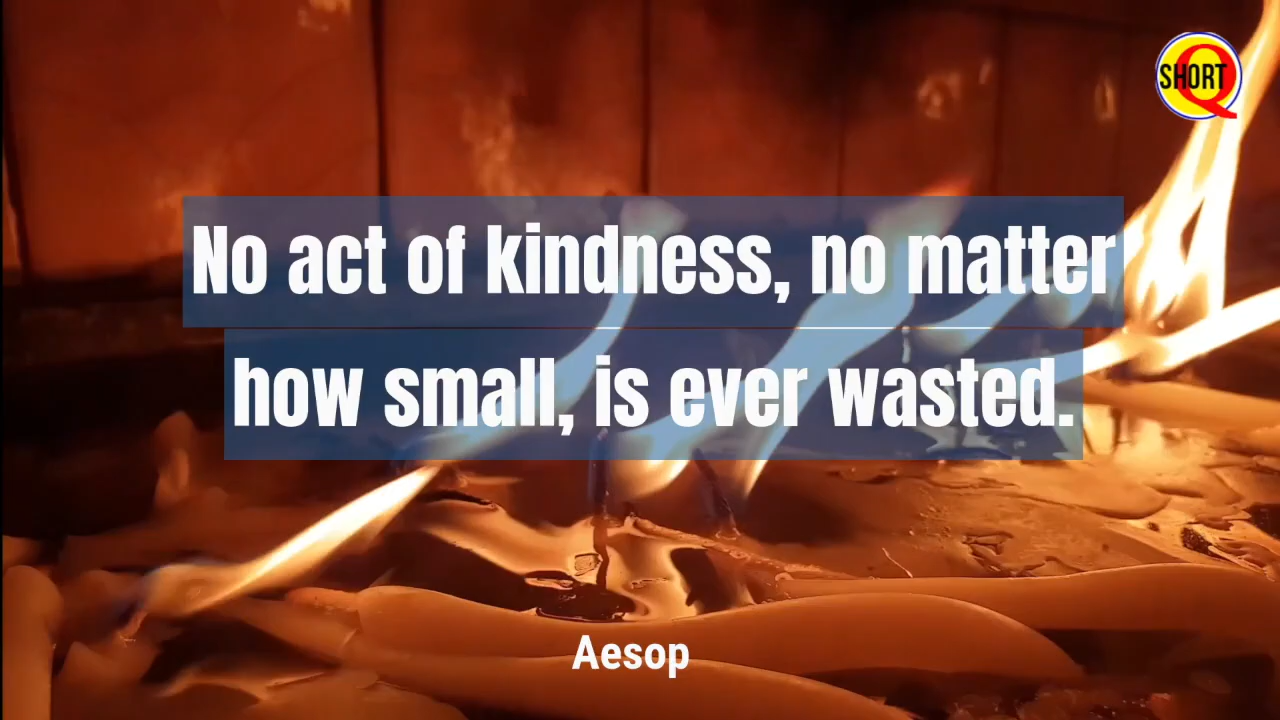 SHORT Q
No act of kindness, no matter
how small, is ever wasted.
Aesop